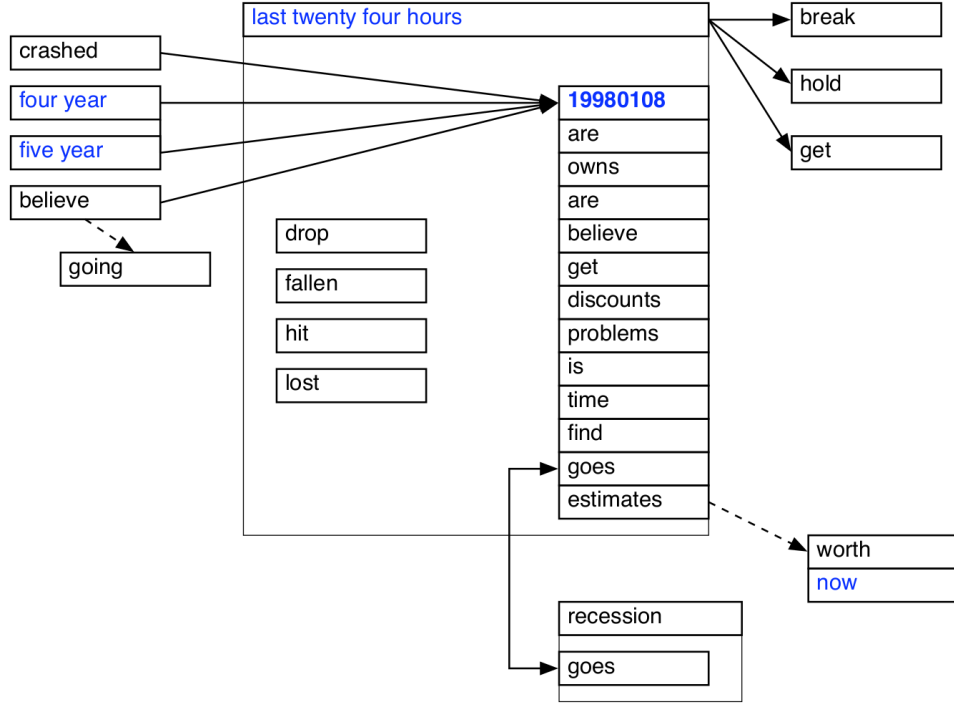 last twenty four hours
break
crashed
hold
four year
19980108
five year
are
get
owns
believe
are
drop
believe
going
get
fallen
discounts
hit
problems
is
lost
time
find
goes
estimates
worth
now
recession
goes